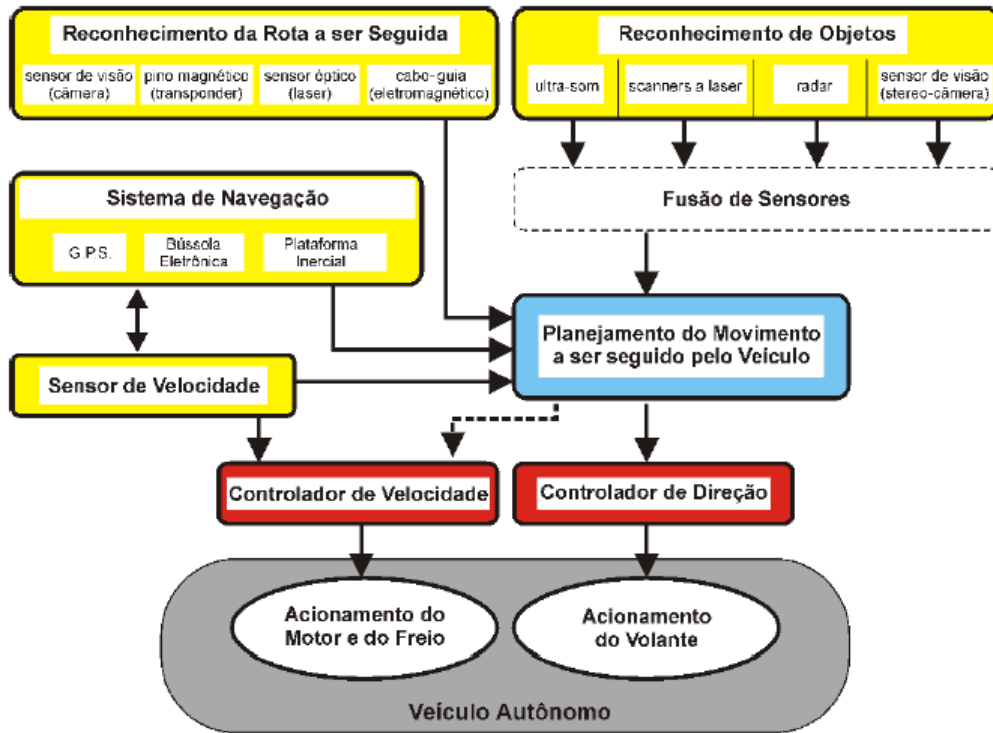 Reconhecimento da Rota a ser Seguida
sensor de visão
(câmera)
pino magnético
(transponder)
sensor óptico
(laser)
cabo-guia
(eletromagnético)
Reconhecimento de Objetos
ultra-som
scanners a laser
radar
sensor de visão
(stereo-câmera)
Fusão de Sensores
Sistema de Navegação
G.P.S.
Bússola
Eletrônica
Plataforma
Inercial
Planejamento do Movimento
a ser seguido pelo Veículo
Sensor de Velocidade
Controlador de Velocidade
Controlador de Direção
Acionamento do
Motor e do Freio
Acionamento
do Volante
Veículo Autônomo